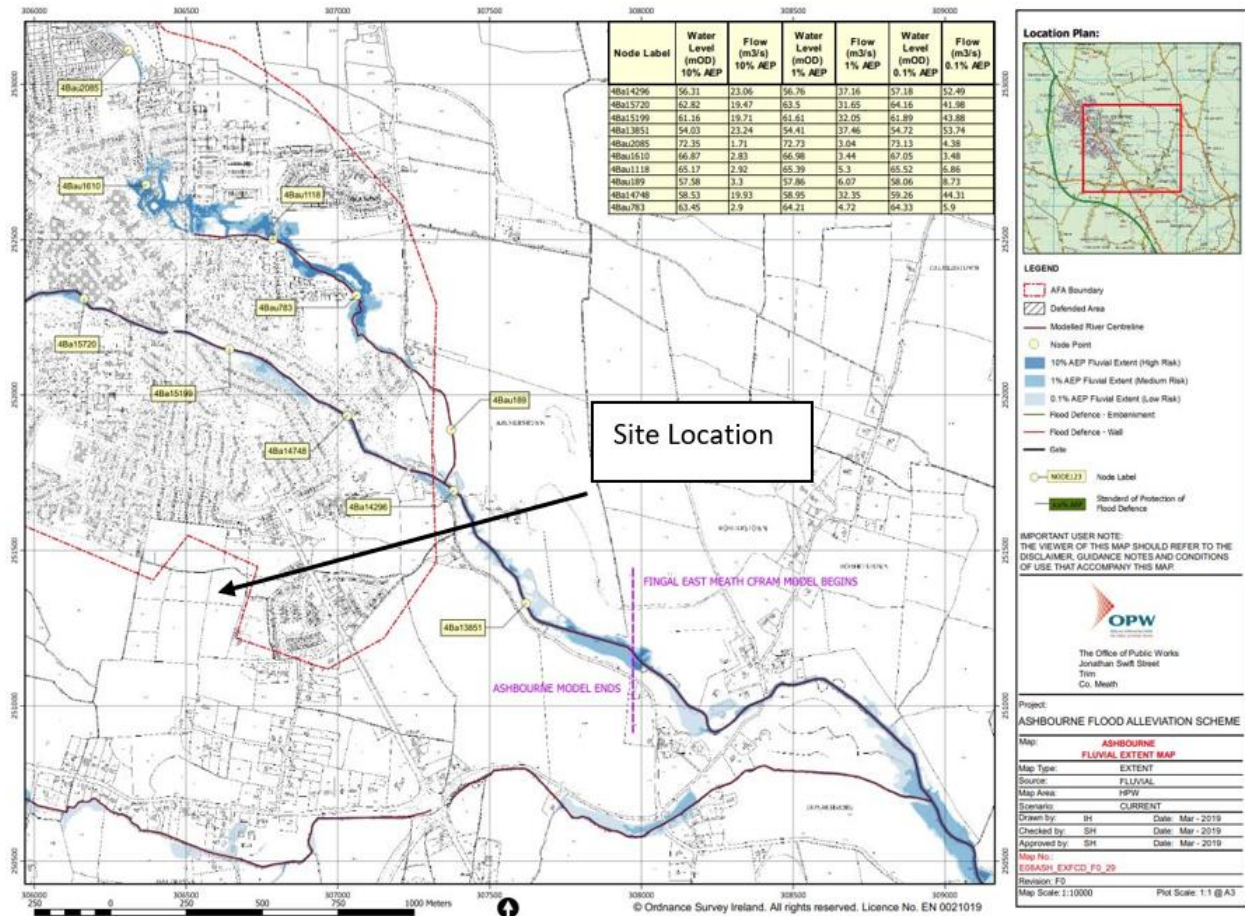 306000 306500 307000 307500 308000 308500 309000
253000
252500
252000
251500
251000
250500
Node Label Water Level (mOD) 10% AEP Flow (m3/s) 10% AEP Water Level (mOD) 1% AEP Flow (m3/s) 1% AEP Water Level (mOD) 0.1% AEP Flow (m3/s) 0.1% AEP
4Ba14296 56.31 23.06 56.76 37.16 57.18 52.49
4Ba15720 62.82 19.47 63.5 31.65 64.16 41.98
4Ba15199 61.16 19.71 61.61 32.05 61.89 43.88
4Ba13851 54.03 23.24 54.41 37.46 54.72 53.74
4Bau2085 72.35 1.71 72.73 3.04 73.13 4.38
4Bau1610 66.87 2.83 66.98 3.44 67.05 3.48
4Bau1118 65.17 2.92 65.39 5.3 65.52 6.86
4Bau189 57.58 3.3 57.86 6.07 58.06 8.73
4Ba14748 58.53 19.93 58.95 32.35 59.26 44.31
4Bau783 63.45 2.9 64.21 4.72 64.33 5.9
4Bau2085
4Bau1610
4Bau1118
4Bau783
4Ba15720
4Ba15199
4Bau189
4Ba14748
4Ba14296
Site Location
FINGAL EAST MEATH CFRAM MODEL BEGINS
4Ba13851
ASHBOURNE MODEL ENDS
306000 306500 307000 307500 308000 308500 309000
250 0 250 500 750 1000 Meters
© Ordnance Survey Ireland. All rights reserved. Licence No. EN 0021019
Location Plan:
LEGEND
AFA Boundary
Defended Area
Modelled River Centreline
Node Point
10% AEP Fluvial Extent (High Risk)
1% AEP Fluvial Extent (Medium Risk)
0.1% AEP Fluvial Extent (Low Risk)
Flood Defence - Embankment
Flood Defence - Wall
Gate
NODE123 Node Label
Standerd of Protection of
Flood Defence
IMPORTANT USER NOTE:
THE VIEWER OF THIS MAP SHOULD REFER TO THE
DISCLAIMER, GUIDANCE NOTES AND CONDITIONS
OF USE THAT ACCOMPANY THIS MAP.
OPW
The Office of Public Works
Jonathan Swift Street
Trim
Co. Meath
Project:
ASHBOURNE FLOOD ALLEVIATION SCHEME
Map: ASHBOURNE
FLUVIAL EXTENT MAP
Map Type: EXTENT
Source: FLUVIAL
Map Area: HPW
Scenario: CURRENT
Drawn by: IH Date: Mar - 2019
Checked by: SH Date: Mar - 2019
Approved by: SH Date: Mar - 2019
Map No.:
E08ASH_EXFCD_F0_29
Revision: F0
Map Scale: 1:10000 Plot Scale: 1:1 @ A3